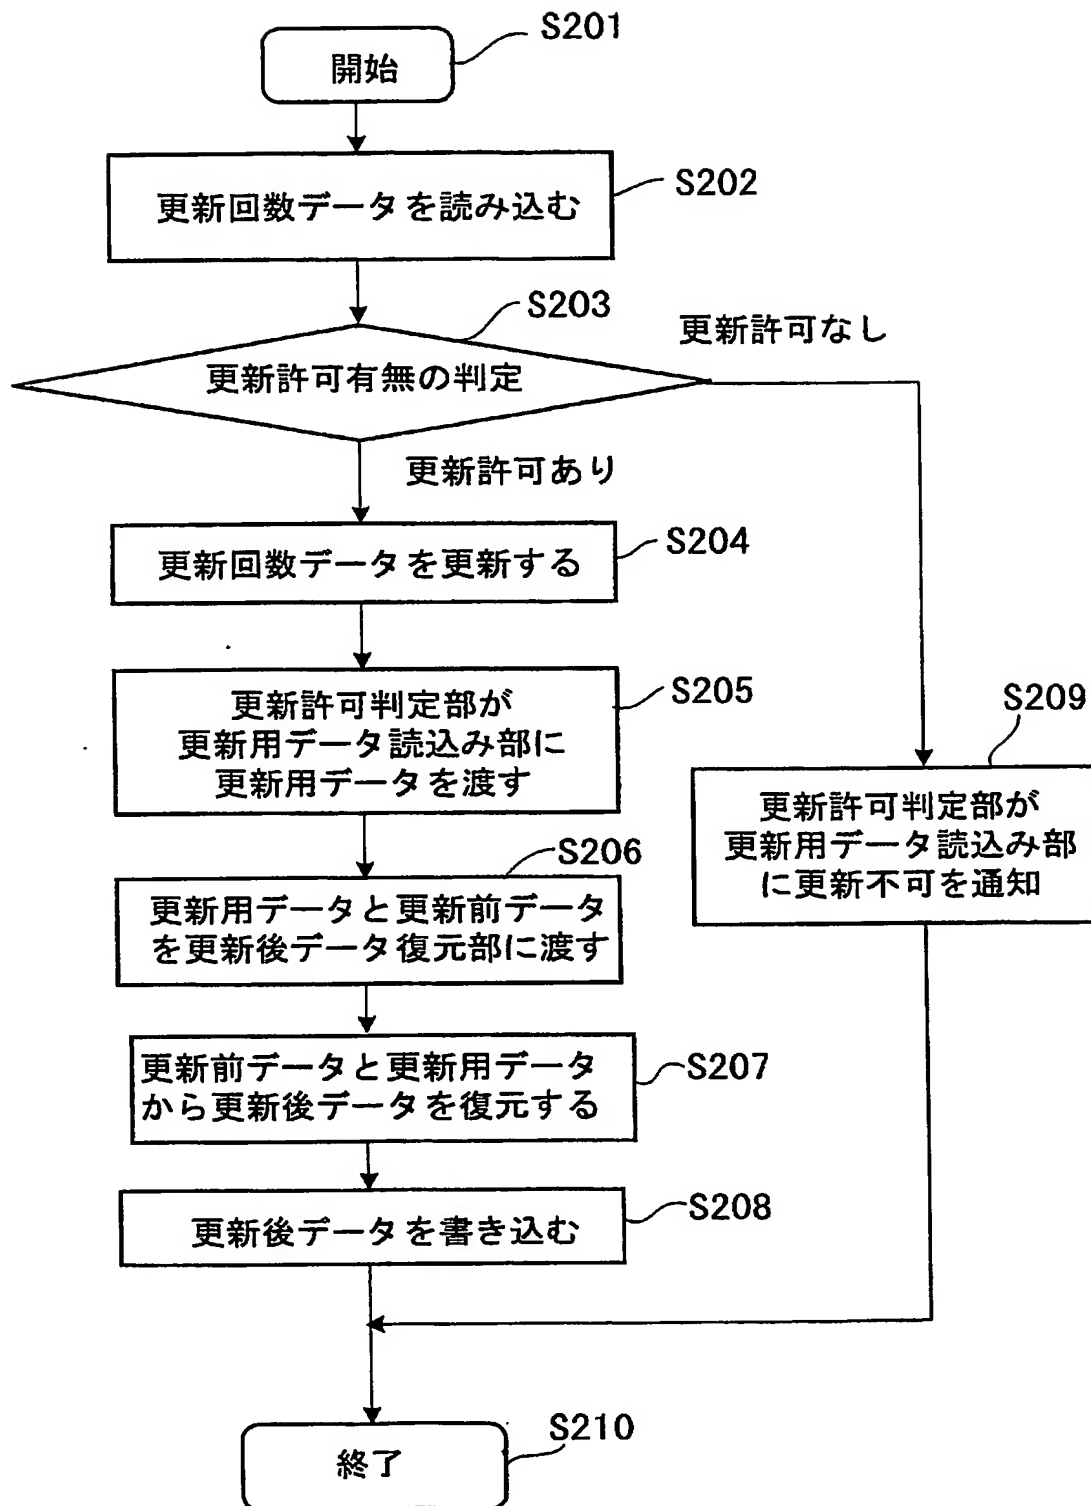 S201
開始
S202
更新回数データを読み込む
S203
更新許可なし
更新許可有無の判定
更新許可あり
S204
更新回数データを更新する
S205
更新許可判定部が
更新用データ読込み部に
更新用データを渡す
S209
更新許可判定部が
更新用データ読込み部
に更新不可を通知
S206
更新用データと更新前データ
を更新後データ復元部に渡す
S207
更新前データと更新用データ
から更新後データを復元する
S208
更新後データを書き込む
S210
終了